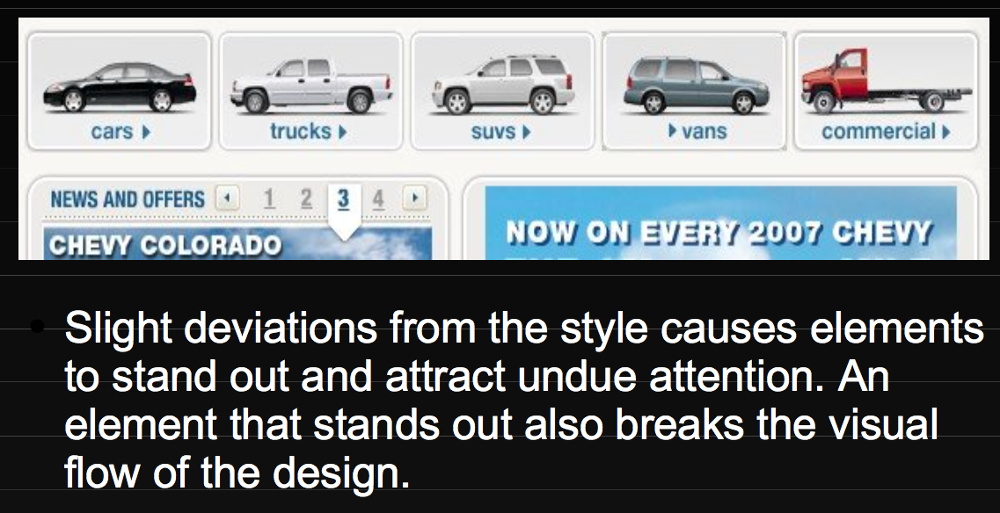 cars
trucks
suvs
vans
commercial
NEWS AND OFFERS 1 2 3 4
CHEVY COLORADO
NOW ON EVERY 2007 CHEVY
Slight deviations from the style causes elements
to stand out and attract undue attention. An
element that stands out also breaks the visual
flow of the design.